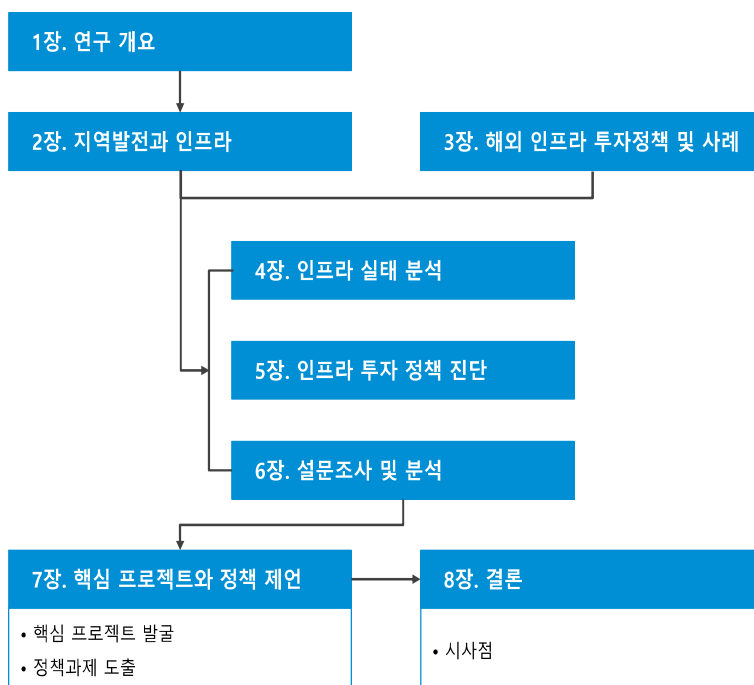 1장. 연구 개요
2장. 지역발전과 인프라
3장. 해외 인프라 투자정책 및 사례
4장. 인프라 실태 분석
5장. 인프라 투자 정책 진단
6장. 설문조사 및 분석
7장. 핵심 프로젝트와 정책 제언
• 핵심 프로젝트 발굴
• 정책과제 도출
8장. 결론
• 시사점